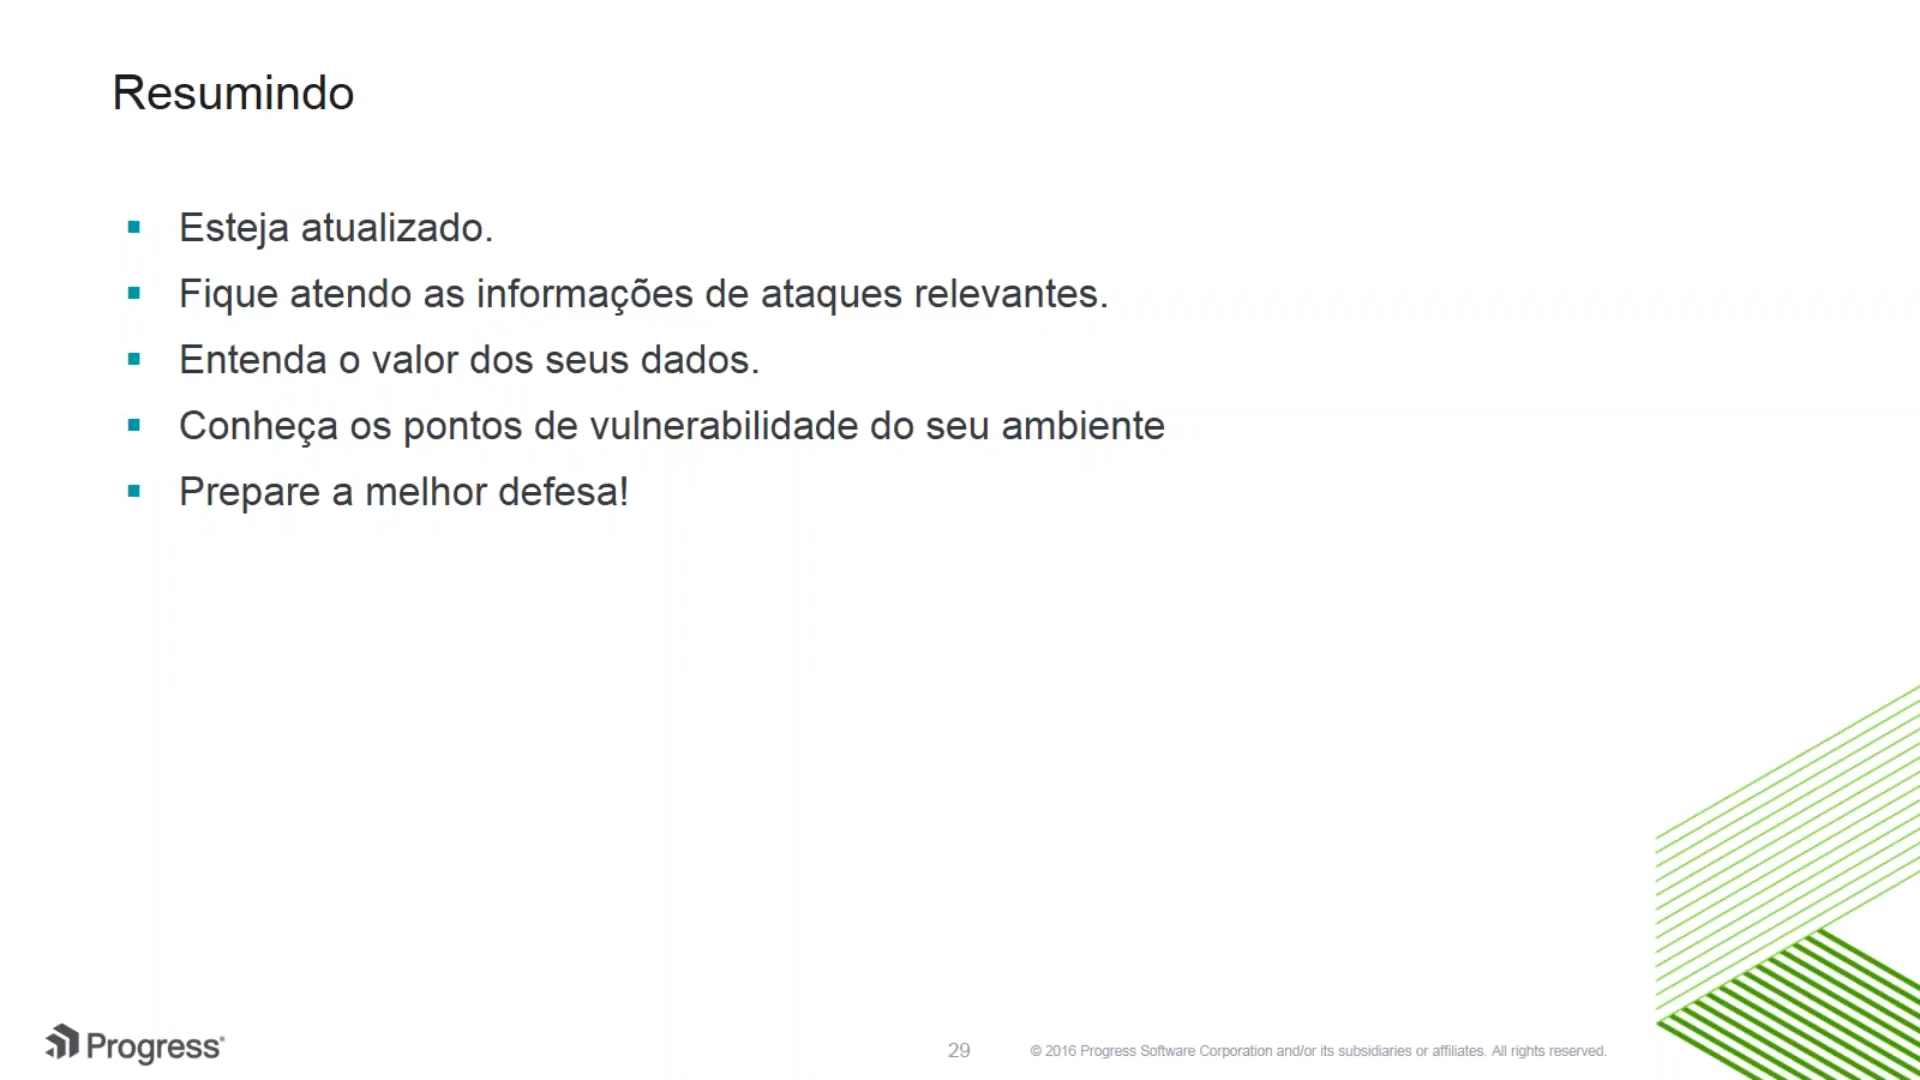 Resumindo
Esteja atualizado.
Fique atendo as informações de ataques relevantes.
Entenda o valor dos seus dados.
Conheça os pontos de vulnerabilidade do seu ambiente
Prepare a melhor defesa!
Progress®
29
© 2016 Progress Software Corporation and/or its subsidiaries or affiliates. All rights reserved.